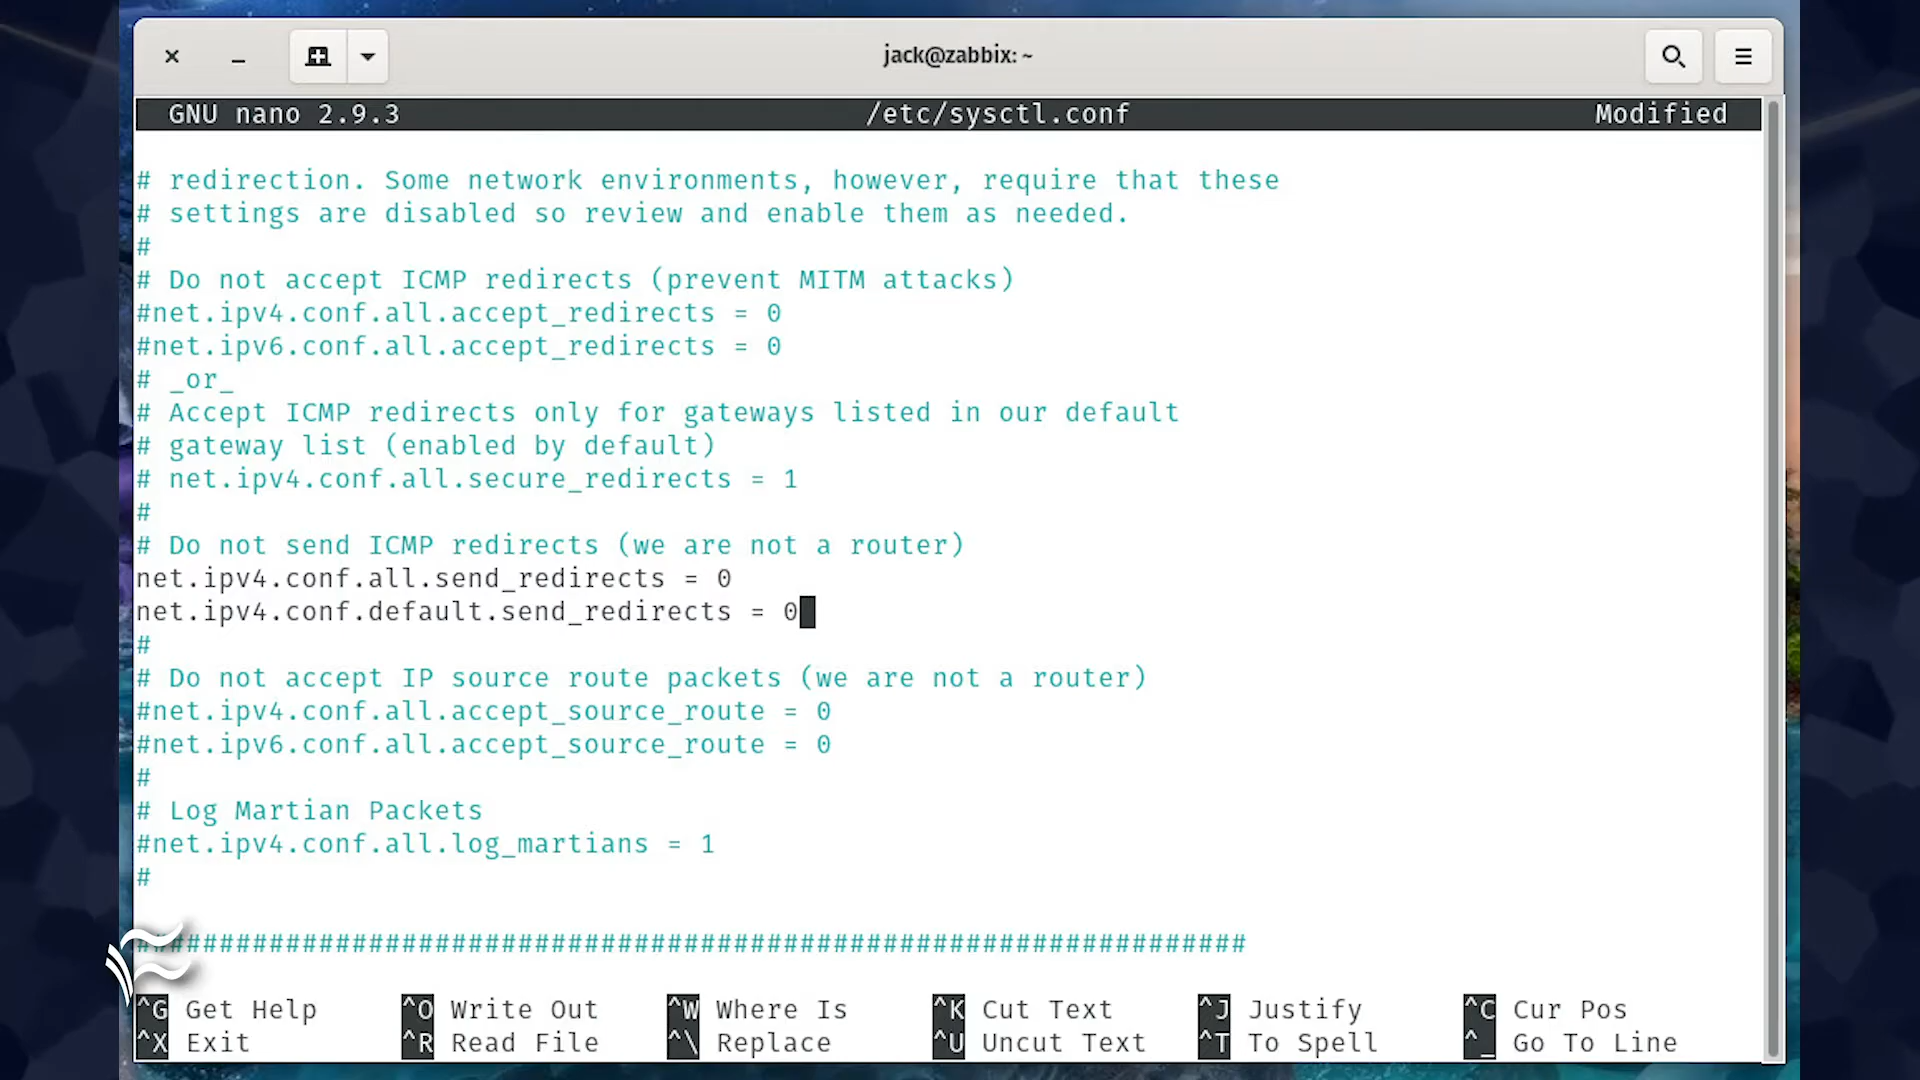 jack@zabbix: ~
GNU nano 2.9.3 /etc/sysctl.conf Modified
# redirection. Some network environments, however, require that these
# settings are disabled so review and enable them as needed.
#
# Do not accept ICMP redirects (prevent MITM attacks)
#net.ipv4.conf.all.accept_redirects = 0
#net.ipv6.conf.all.accept_redirects = 0
# _or_
# Accept ICMP redirects only for gateways listed in our default
# gateway list (enabled by default)
# net.ipv4.conf.all.secure_redirects = 1
#
# Do not send ICMP redirects (we are not a router)
net.ipv4.conf.all.send_redirects = 0
net.ipv4.conf.default.send_redirects = 0
#
# Do not accept IP source route packets (we are not a router)
#net.ipv4.conf.all.accept_source_route = 0
#net.ipv6.conf.all.accept_source_route = 0
#
# Log Martian Packets
#net.ipv4.conf.all.log_martians = 1
#
###################################################################
^G Get Help ^O Write Out ^W Where Is ^K Cut Text ^J Justify ^C Cur Pos
^X Exit ^R Read File ^\ Replace ^U Uncut Text ^T To Spell ^_ Go To Line